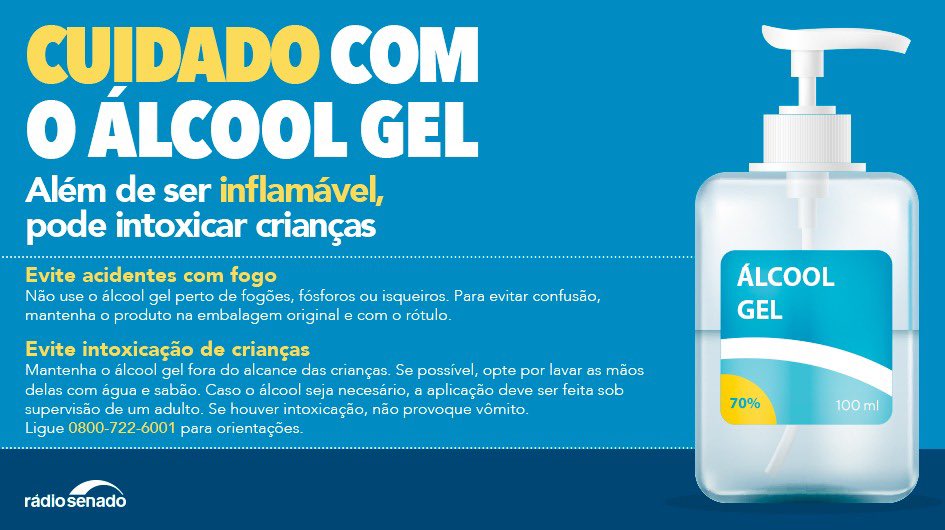 CUIDADO COM
O ÁLCOOL GEL
Além de ser inflamável,
pode intoxicar crianças
Evite acidentes com fogo
Não use o álcool gel perto de fogões, fósforos ou isqueiros. Para evitar confusão,
mantenha o produto na embalagem original e com o rótulo.
Evite intoxicação de crianças
Mantenha o álcool gel fora do alcance das crianças. Se possível, opte por lavar as mãos
delas com água e sabão. Caso o álcool seja necesário, a aplicação deve ser feita sob
supervisão de um adulto. Se houver intoxicação, não provoque vômito.
Ligue 0800-722-6001 para orientações.
rádiosenado
ÁLCOOL
GEL
70%
100 ml